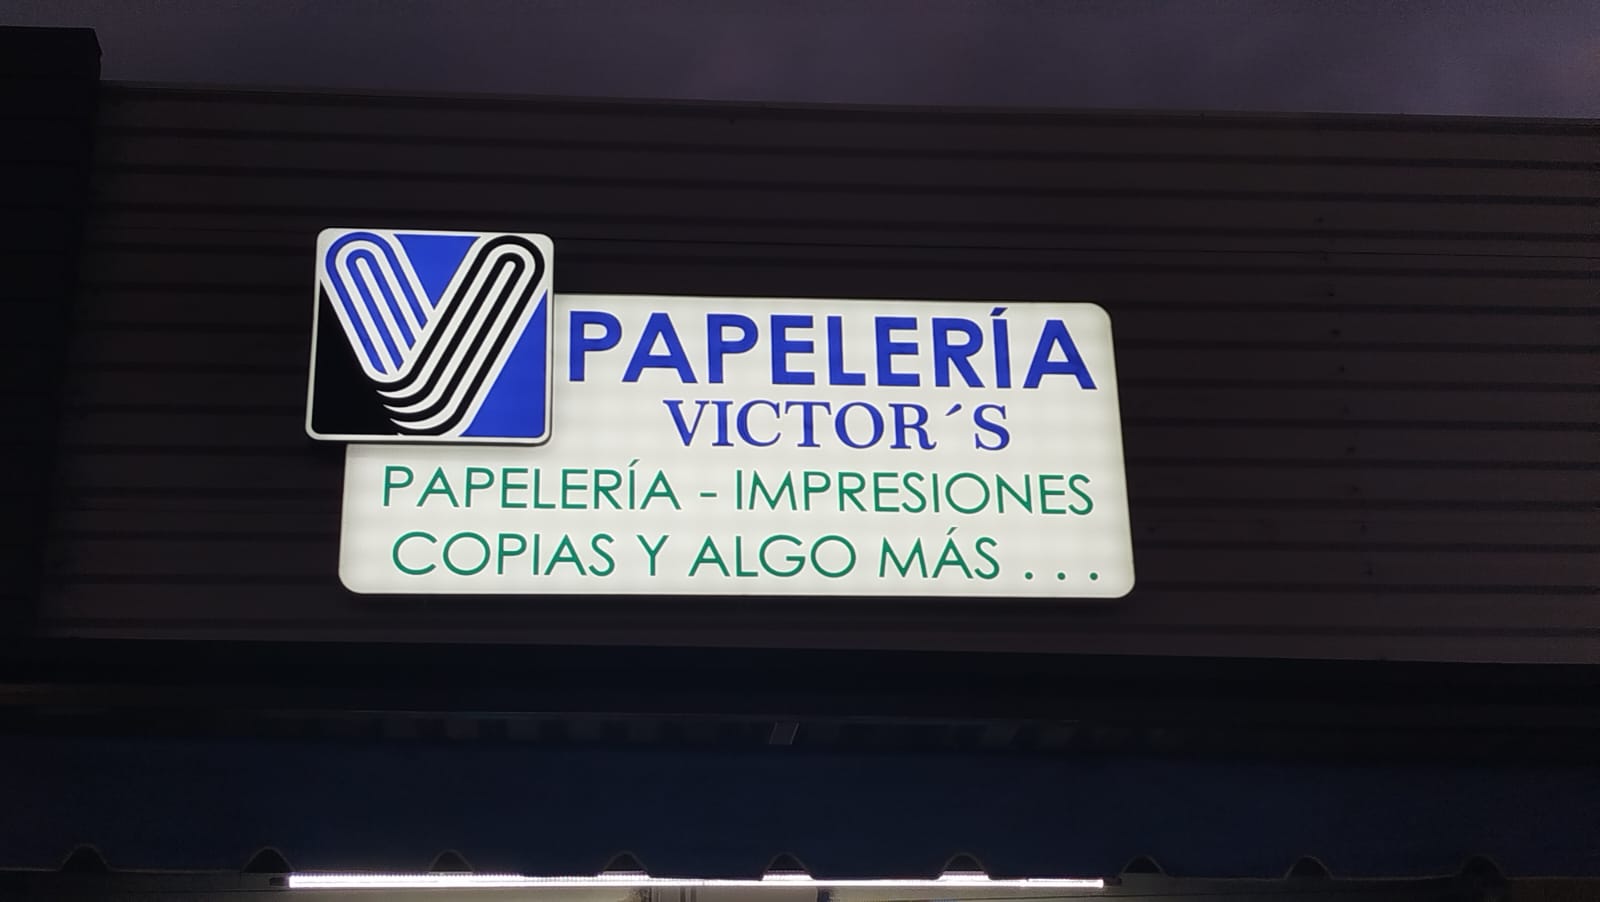 PAPELERÍA
VICTOR´S
PAPELERÍA - IMPRESIONES
COPIAS Y ALGO MÁS . . .